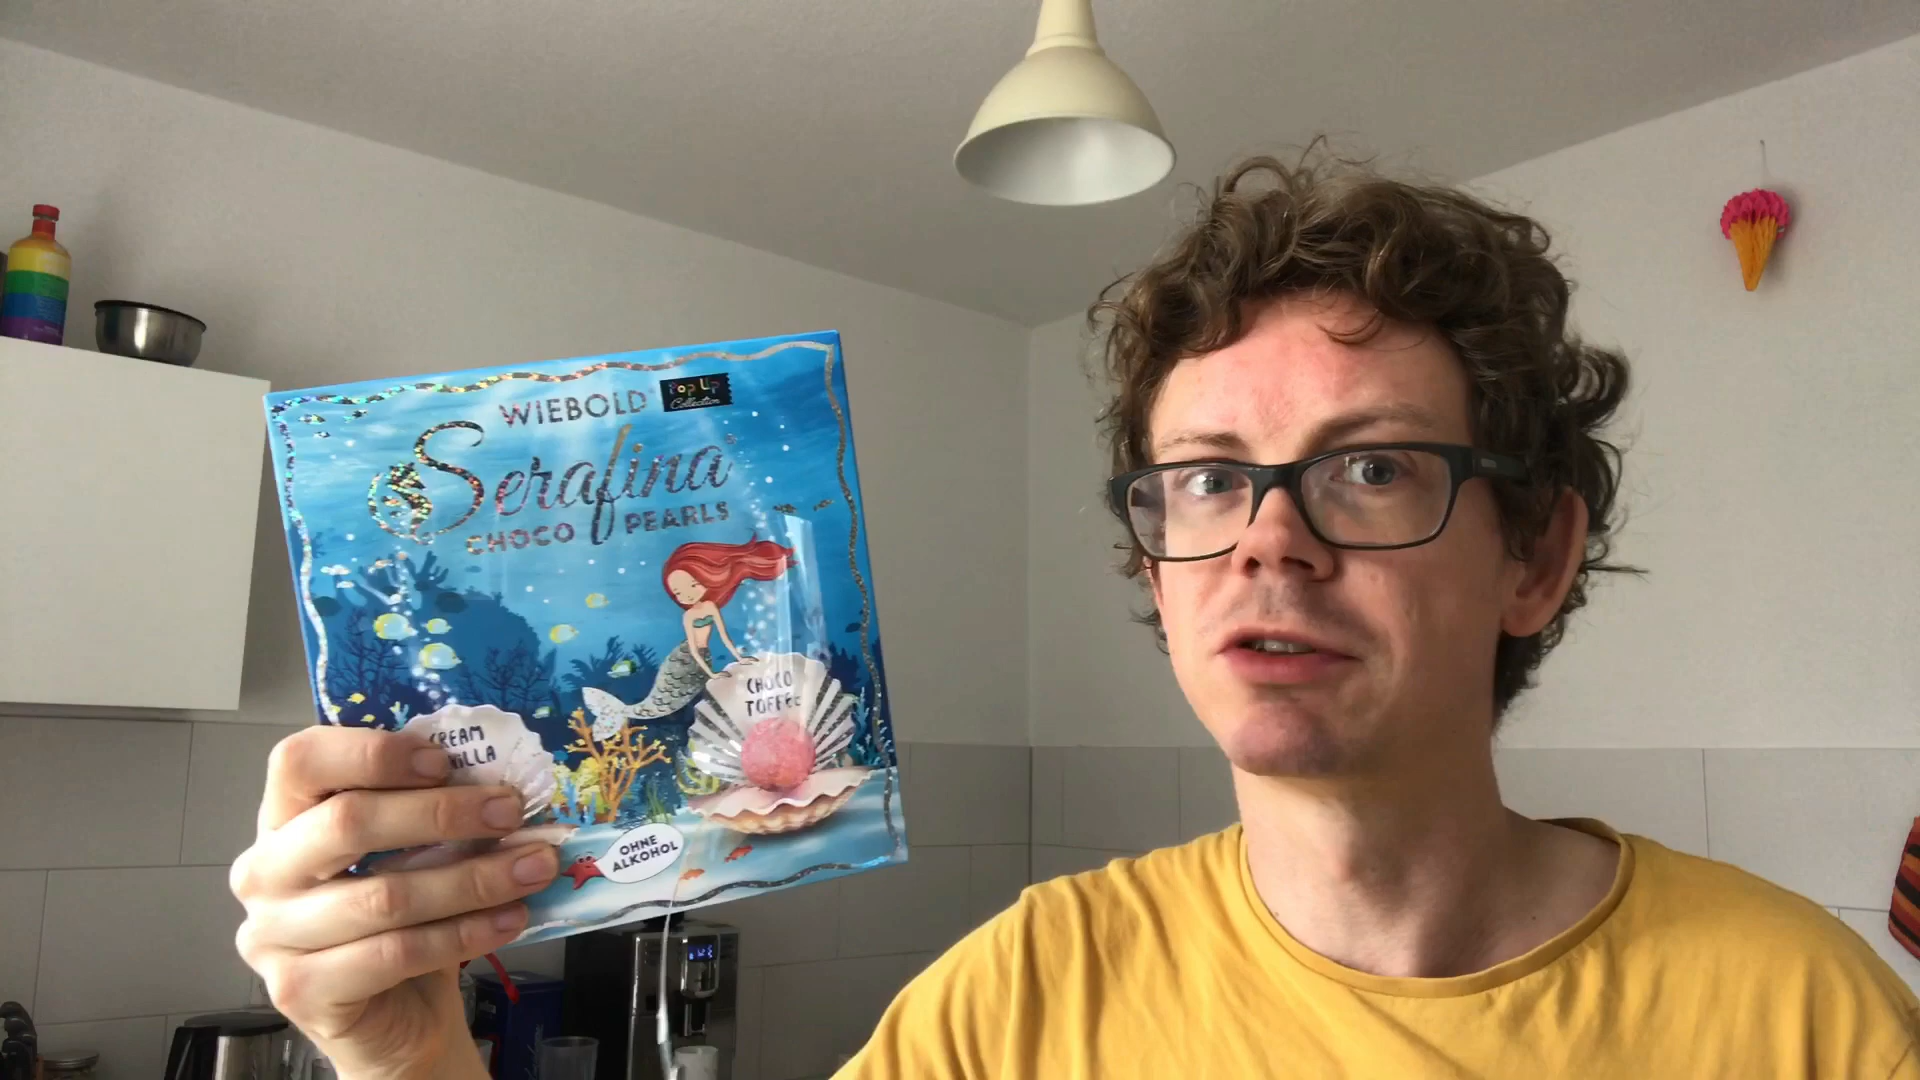 WIEBOLD
Pop Up
Collection
Serafina
CHOCO PEARLS
CHOCO
TOFFEE
CREAM
OHNE
ALKOHOL